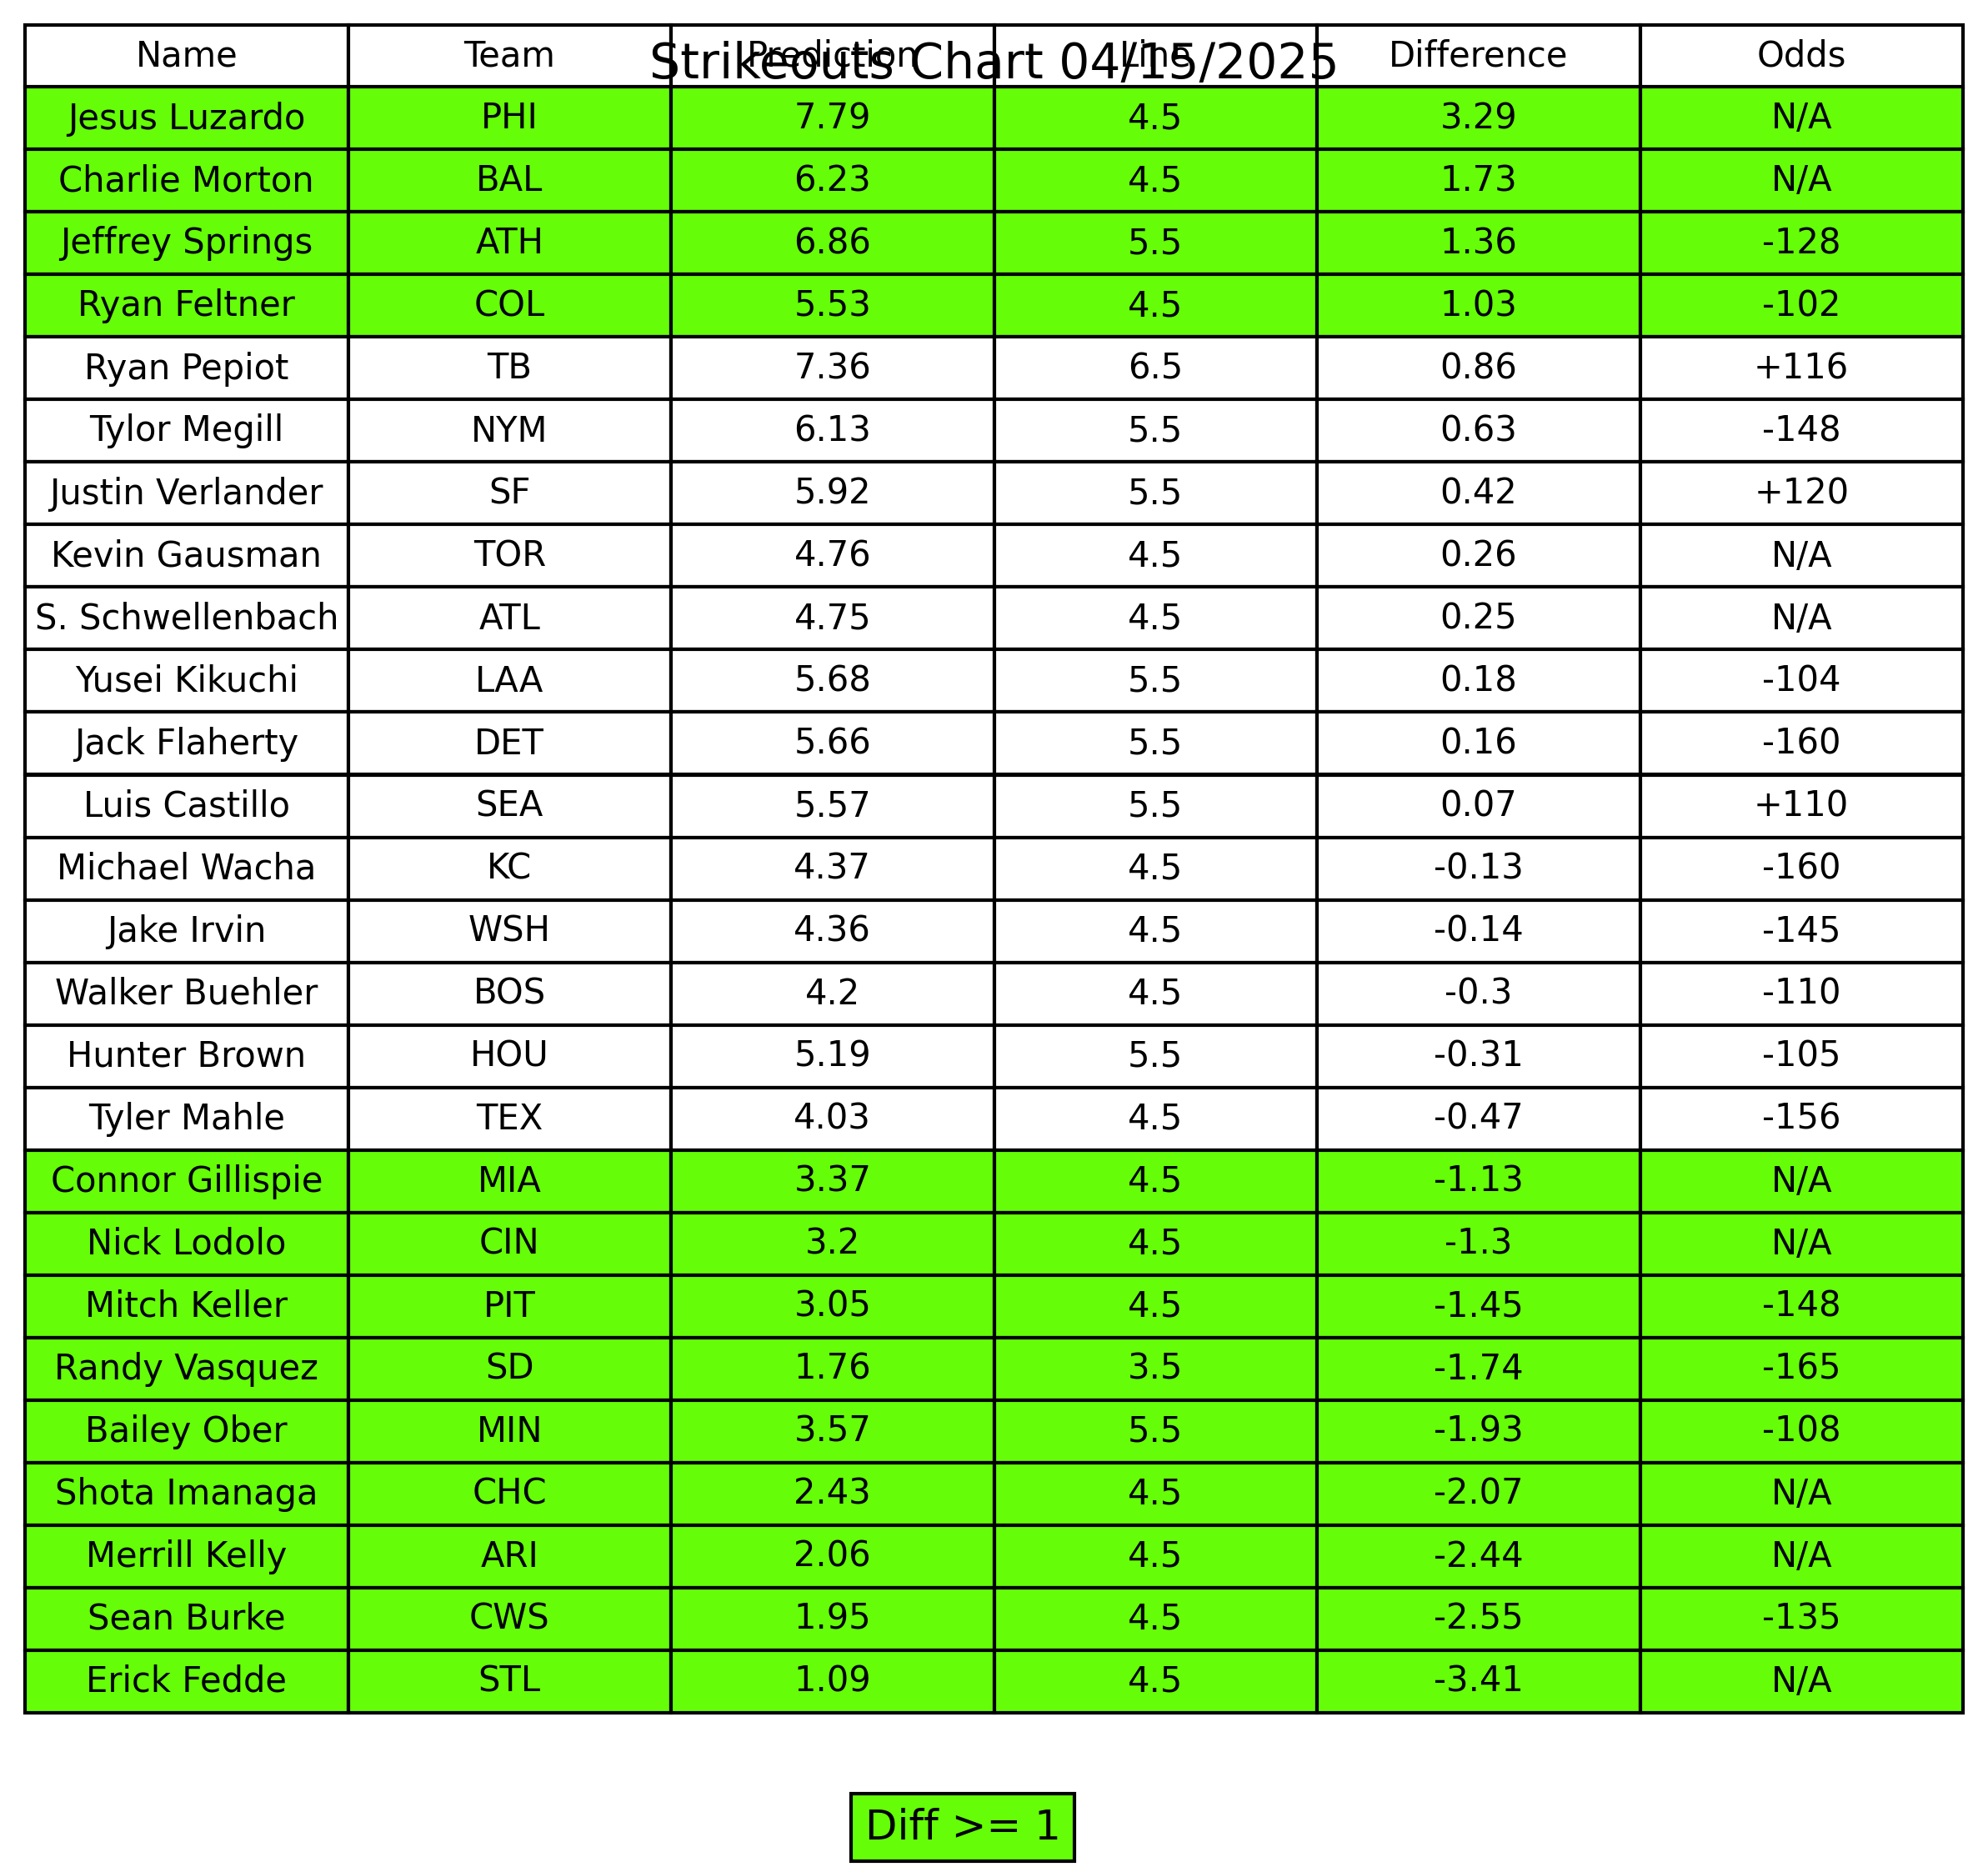 Strikeouts Chart 04/15/2025
Name Team Prediction Line Difference Odds
Jesus Luzardo PHI 7.79 4.5 3.29 N/A
Charlie Morton BAL 6.23 4.5 1.73 N/A
Jeffrey Springs ATH 6.86 5.5 1.36 -128
Ryan Feltner COL 5.53 4.5 1.03 -102
Ryan Pepiot TB 7.36 6.5 0.86 +116
Tylor Megill NYM 6.13 5.5 0.63 -148
Justin Verlander SF 5.92 5.5 0.42 +120
Kevin Gausman TOR 4.76 4.5 0.26 N/A
S. Schwellenbach ATL 4.75 4.5 0.25 N/A
Yusei Kikuchi LAA 5.68 5.5 0.18 -104
Jack Flaherty DET 5.66 5.5 0.16 -160
Luis Castillo SEA 5.57 5.5 0.07 +110
Michael Wacha KC 4.37 4.5 -0.13 -160
Jake Irvin WSH 4.36 4.5 -0.14 -145
Walker Buehler BOS 4.2 4.5 -0.3 -110
Hunter Brown HOU 5.19 5.5 -0.31 -105
Tyler Mahle TEX 4.03 4.5 -0.47 -156
Connor Gillispie MIA 3.37 4.5 -1.13 N/A
Nick Lodolo CIN 3.2 4.5 -1.3 N/A
Mitch Keller PIT 3.05 4.5 -1.45 -148
Randy Vasquez SD 1.76 3.5 -1.74 -165
Bailey Ober MIN 3.57 5.5 -1.93 -108
Shota Imanaga CHC 2.43 4.5 -2.07 N/A
Merrill Kelly ARI 2.06 4.5 -2.44 N/A
Sean Burke CWS 1.95 4.5 -2.55 -135
Erick Fedde STL 1.09 4.5 -3.41 N/A
Diff >= 1